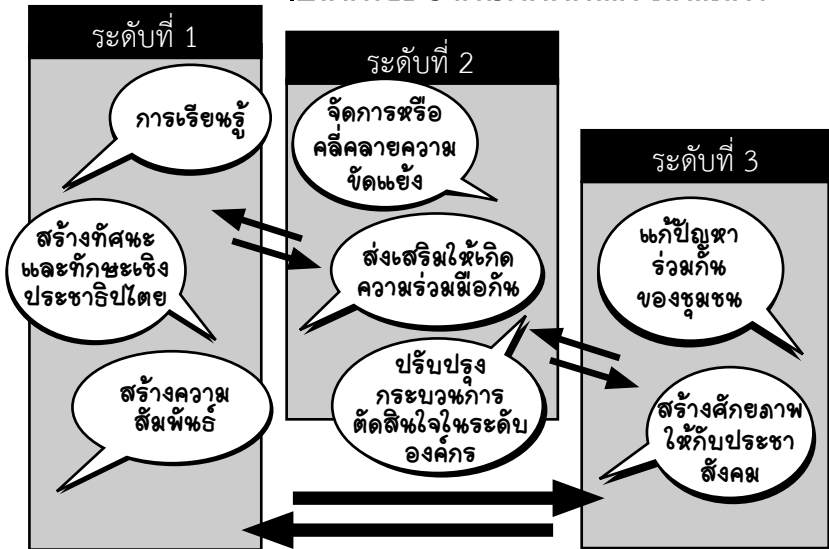 ระดับที่ 1
การเรียนรู้
สร้างทัศนะ
และทักษะเชิง
ประชาธิปไตย
สร้างความ
สัมพันธ์
ระดับที่ 2
จัดการหรือ
คลี่คลายความ
ขัดแย้ง
ส่งเสริมให้เกิด
ความร่วมมือกัน
ปรับปรุง
กระบวนการ
ตัดสินใจในระดับ
องค์กร
ระดับที่ 3
แก้ปัญหา
ร่วมกัน
ของชุมชน
สร้างศักยภาพ
ให้กับประชา
สังคม